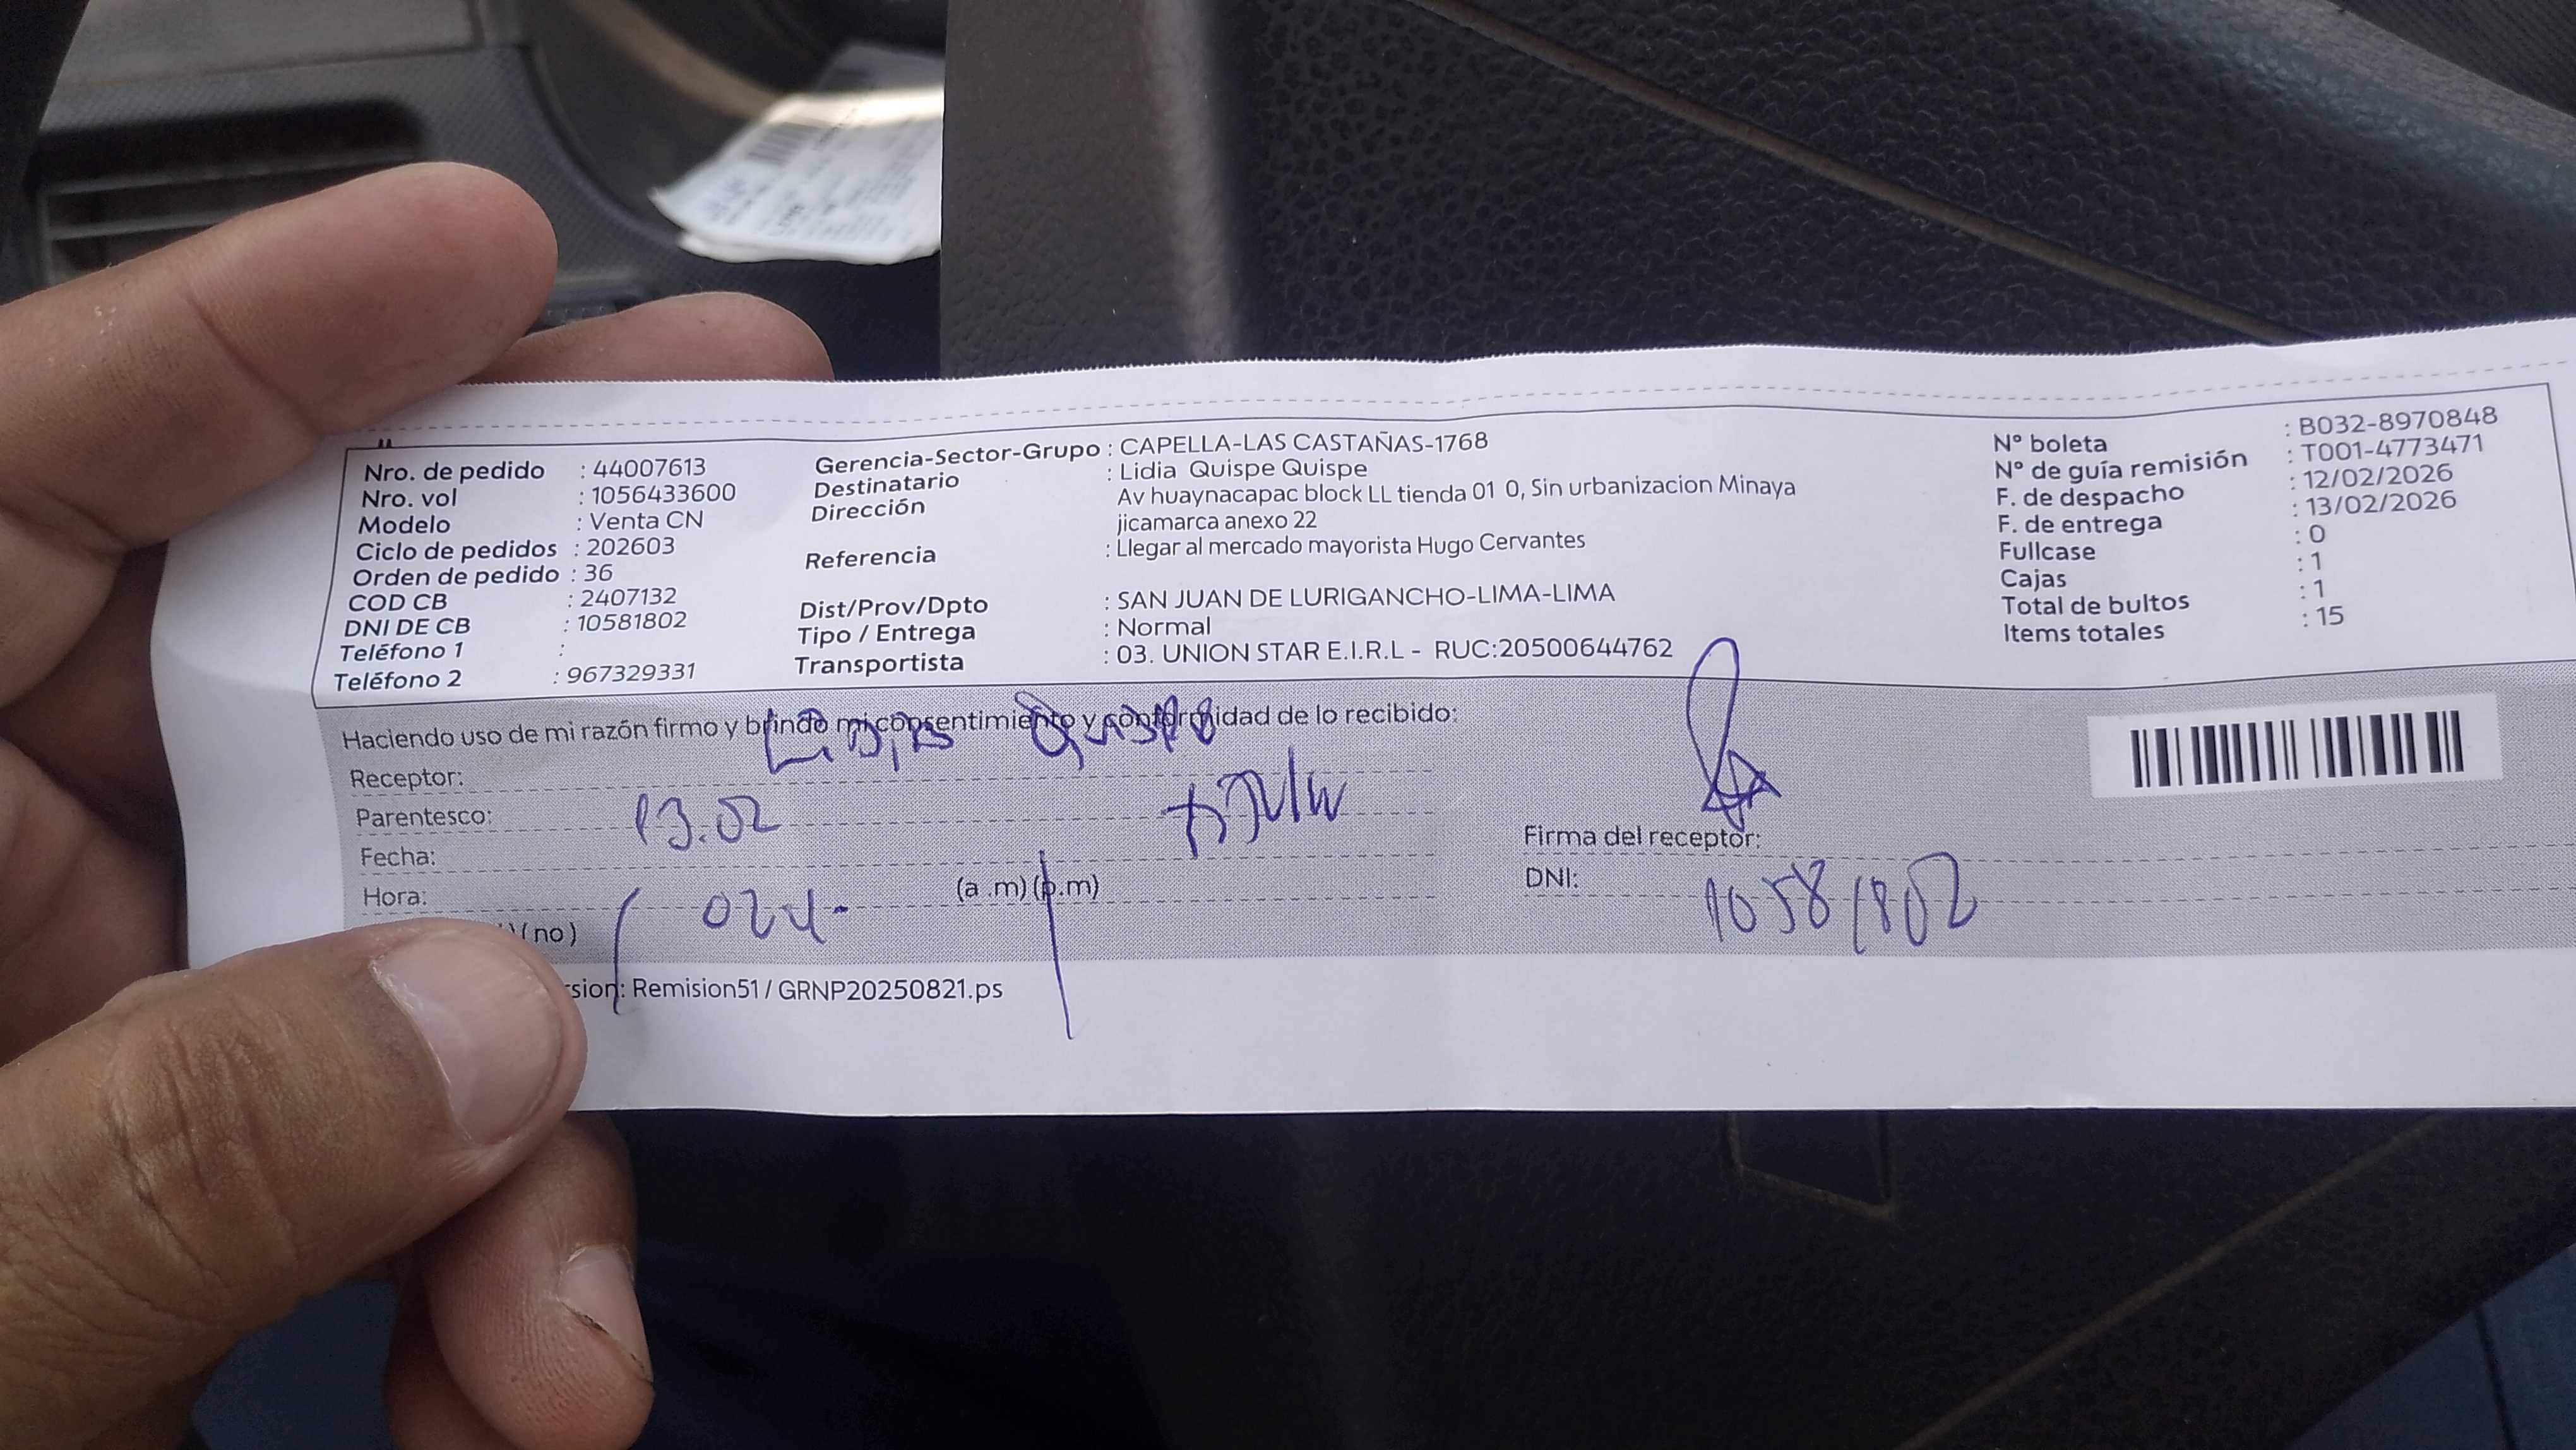 Nro. de pedido : 44007613
Nro. vol : 1056433600
Modelo : Venta CN
Ciclo de pedidos : 202603
Orden de pedido : 36
COD CB : 2407132
DNI DE CB : 10581802
Teléfono 1 :
Teléfono 2 : 967329331
Gerencia-Sector-Grupo : CAPELLA-LAS CASTAÑAS-1768
Destinatario : Lidia Quispe Quispe
Dirección Av huaynacapac block LL tienda 01 0, Sin urbanizacion Minaya
jicamarca anexo 22
Referencia : Llegar al mercado mayorista Hugo Cervantes
Dist/Prov/Dpto : SAN JUAN DE LURIGANCHO-LIMA-LIMA
Tipo / Entrega : Normal
Transportista : 03. UNION STAR E.I.R.L - RUC:20500644762
N° boleta : B032-8970848
N° de guía remisión : T001-4773471
F. de despacho : 12/02/2026
F. de entrega : 13/02/2026
Fullcase : 0
Cajas : 1
Total de bultos : 1
Items totales : 15
Haciendo uso de mi razón firmo y brindo mi consentimiento y conformidad de lo recibido:
Receptor: Lidia Quispe
Parentesco:
Fecha: 13.02
Hora: (a .m) (p.m)
(no)
Firma del receptor:
DNI: 10581802
sion: Remision51 / GRNP20250821.ps